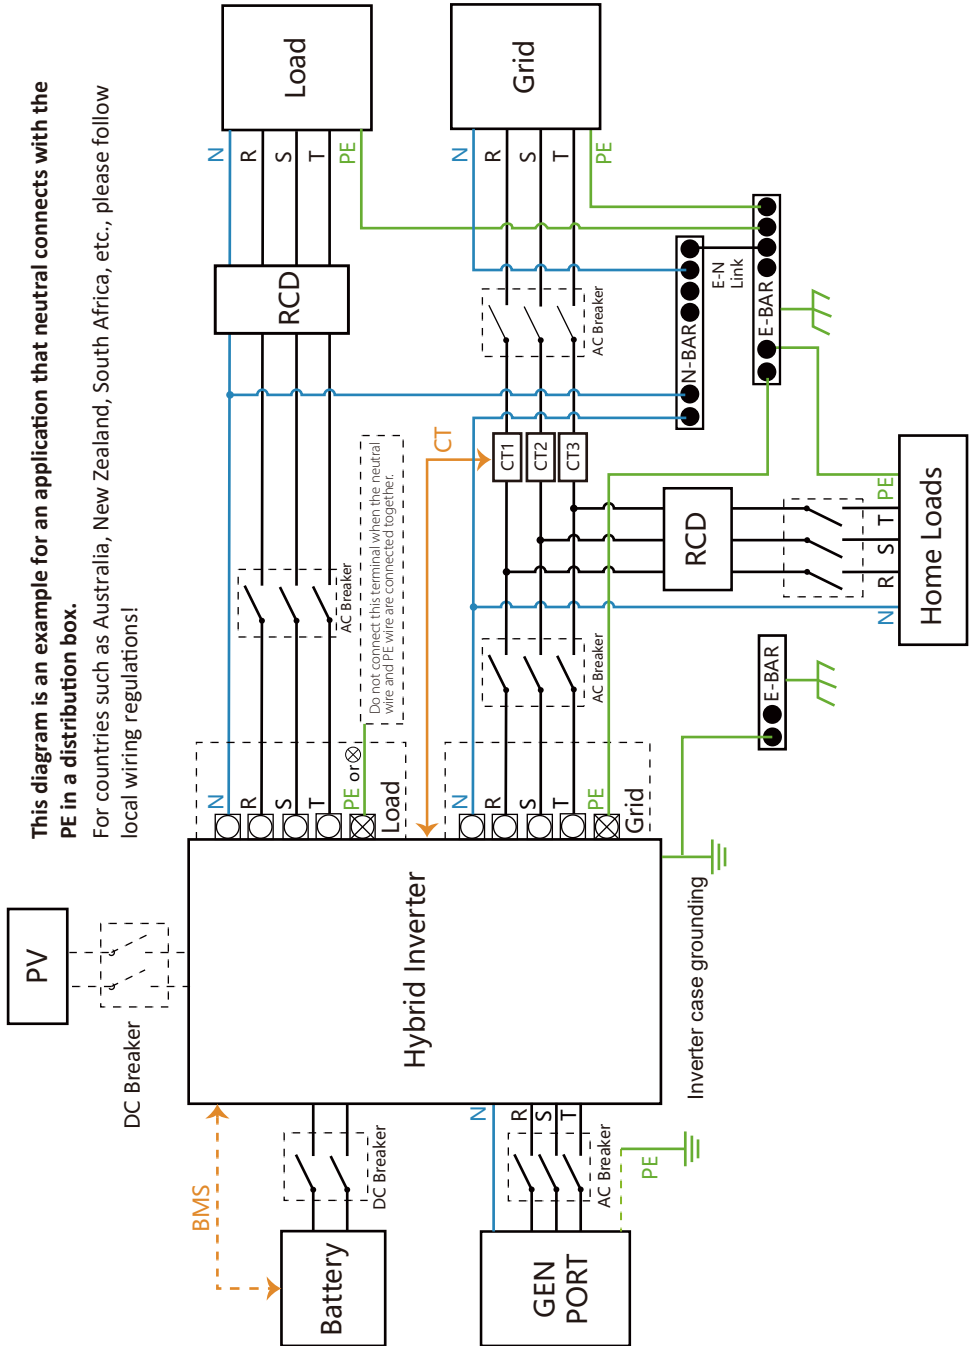 This diagram is an example for an application that neutral connects with the
PE in a distribution box.
For countries such as Australia, New Zealand, South Africa, etc., please follow
local wiring regulations!
PV
DC Breaker
BMS
Battery
DC Breaker
Hybrid Inverter
GEN
PORT
N
R
S
T
AC Breaker
PE
Inverter case grounding
N
R
S
T
PE or
Load
AC Breaker
Do not connect this terminal when the neutral
wire and PE wire are connected together.
RCD
N
R
S
T
PE
Load
CT
N
R
S
T
PE
Grid
AC Breaker
CT1
CT2
CT3
AC Breaker
N
R
S
T
PE
Grid
N-BAR
E-N
Link
E-BAR
RCD
N
R
S
T
PE
Home Loads
E-BAR